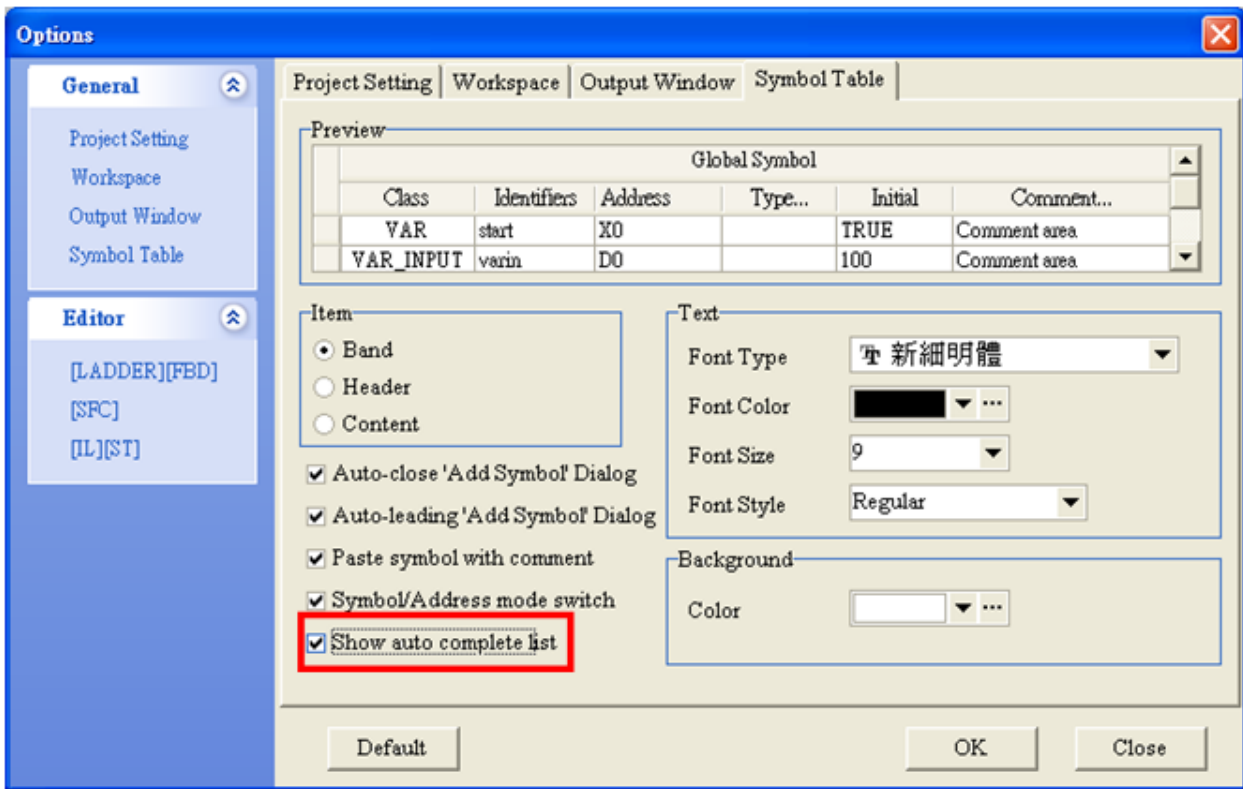 Options
General
Project Setting
Workspace
Output Window
Symbol Table
Editor
[LADDER][FBD]
[SFC]
[IL][ST]
Project Setting Workspace Output Window Symbol Table
Preview
Global Symbol
Class Identifiers Address Type... Initial Comment...
VAR start X0 TRUE Comment area
VAR_INPUT varin D0 100 Comment area
Item
Band
Header
Content
Auto-close 'Add Symbol' Dialog
Auto-leading 'Add Symbol' Dialog
Paste symbol with comment
Symbol/Address mode switch
Show auto complete list
Text
Font Type 新細明體
Font Color
Font Size 9
Font Style Regular
Background
Color
Default OK Close